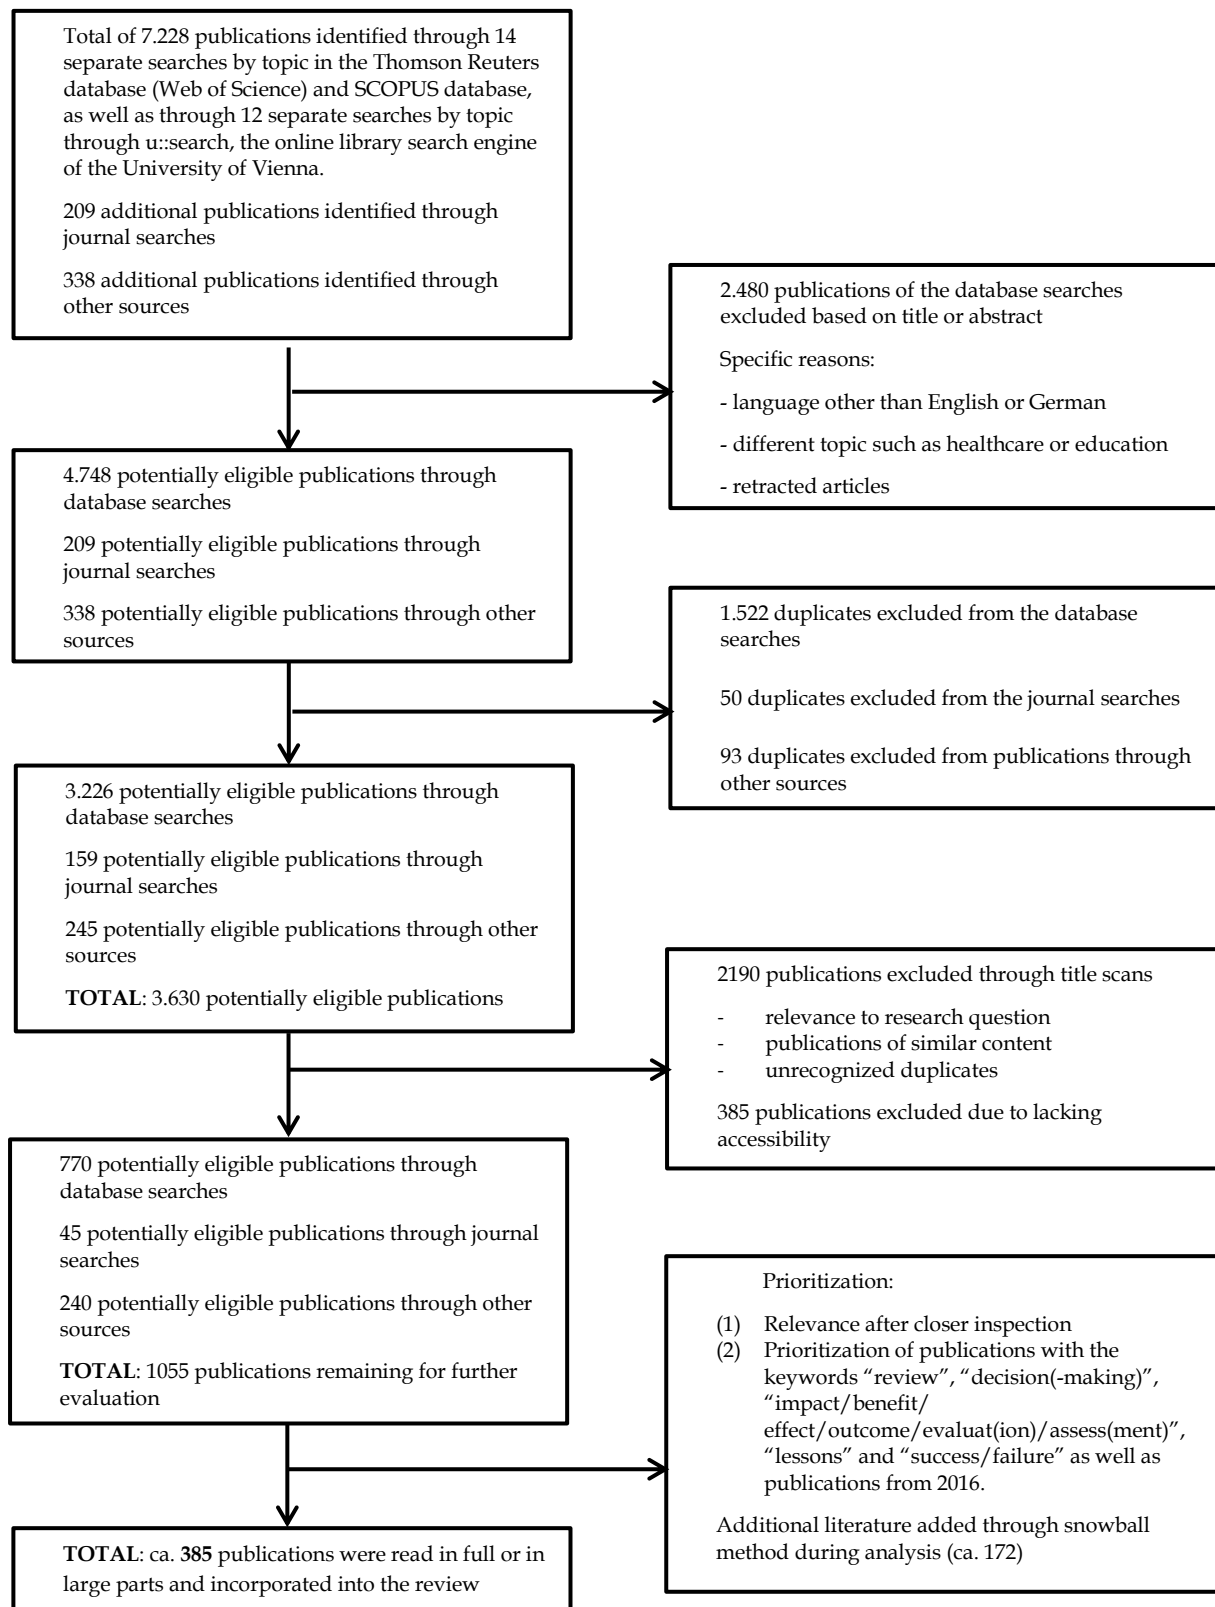 Total of 7.228 publications identified through 14
separate searches by topic in the Thomson Reuters
database (Web of Science) and SCOPUS database,
as well as through 12 separate searches by topic
through u::search, the online library search engine
of the University of Vienna.
209 additional publications identified through
journal searches
338 additional publications identified through
other sources
2.480 publications of the database searches
excluded based on title or abstract
Specific reasons:
- language other than English or German
- different topic such as healthcare or education
- retracted articles
4.748 potentially eligible publications through
database searches
209 potentially eligible publications through
journal searches
338 potentially eligible publications through other
sources
1.522 duplicates excluded from the database
searches
50 duplicates excluded from the journal searches
93 duplicates excluded from publications through
other sources
3.226 potentially eligible publications through
database searches
159 potentially eligible publications through
journal searches
245 potentially eligible publications through other
sources
TOTAL: 3.630 potentially eligible publications
2190 publications excluded through title scans
- relevance to research question
- publications of similar content
- unrecognized duplicates
385 publications excluded due to lacking
accessibility
770 potentially eligible publications through
database searches
45 potentially eligible publications through journal
searches
240 potentially eligible publications through other
sources
TOTAL: 1055 publications remaining for further
evaluation
Prioritization:
(1) Relevance after closer inspection
(2) Prioritization of publications with the
keywords “review”, “decision(-making)”,
“impact/benefit/
effect/outcome/evaluat(ion)/assess(ment)”,
“lessons” and “success/failure” as well as
publications from 2016.
Additional literature added through snowball
method during analysis (ca. 172)
TOTAL: ca. 385 publications were read in full or in
large parts and incorporated into the review